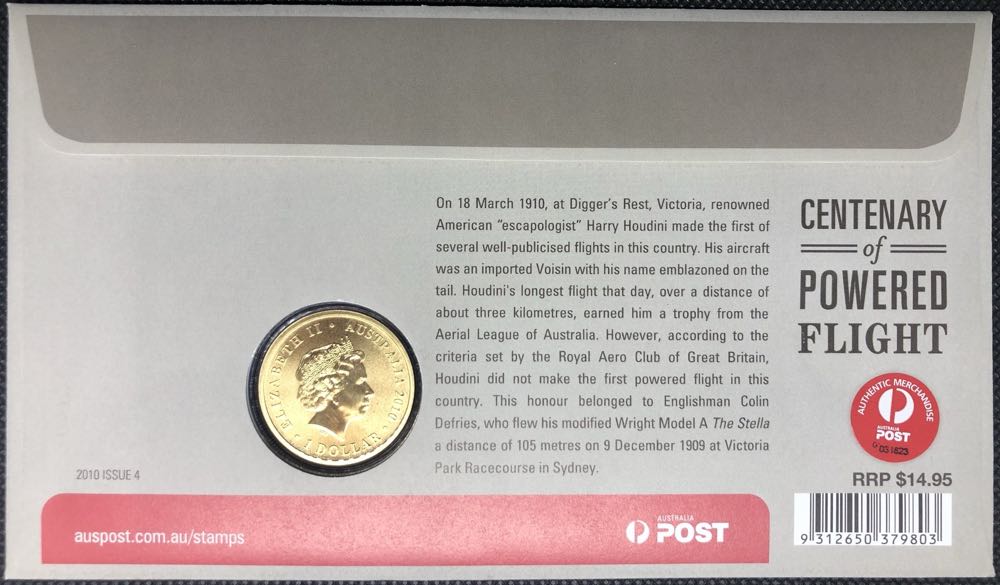 On 18 March 1910, at Digger's Rest, Victoria, renowned
American "escapologist" Harry Houdini made the first of
several well-publicised flights in this country. His aircraft
was an imported Voisin with his name emblazoned on the
tail. Houdini's longest flight that day, over a distance of
about three kilometres, earned him a trophy from the
Aerial League of Australia. However, according to the
criteria set by the Royal Aero Club of Great Britain,
Houdini did not make the first powered flight in this
country. This honour belonged to Englishman Colin
Defries, who flew his modified Wright Model A The Stella
a distance of 105 metres on 9 December 1909 at Victoria
Park Racecourse in Sydney.
CENTENARY
of
POWERED
FLIGHT
ELIZABETH II • AUSTRALIA 2010
• 1 DOLLAR •
AUTHENTIC MERCHANDISE
AUSTRALIA
POST
031823
RRP $14.95
2010 ISSUE 4
auspost.com.au/stamps
AUSTRALIA
POST
9 312650 379803